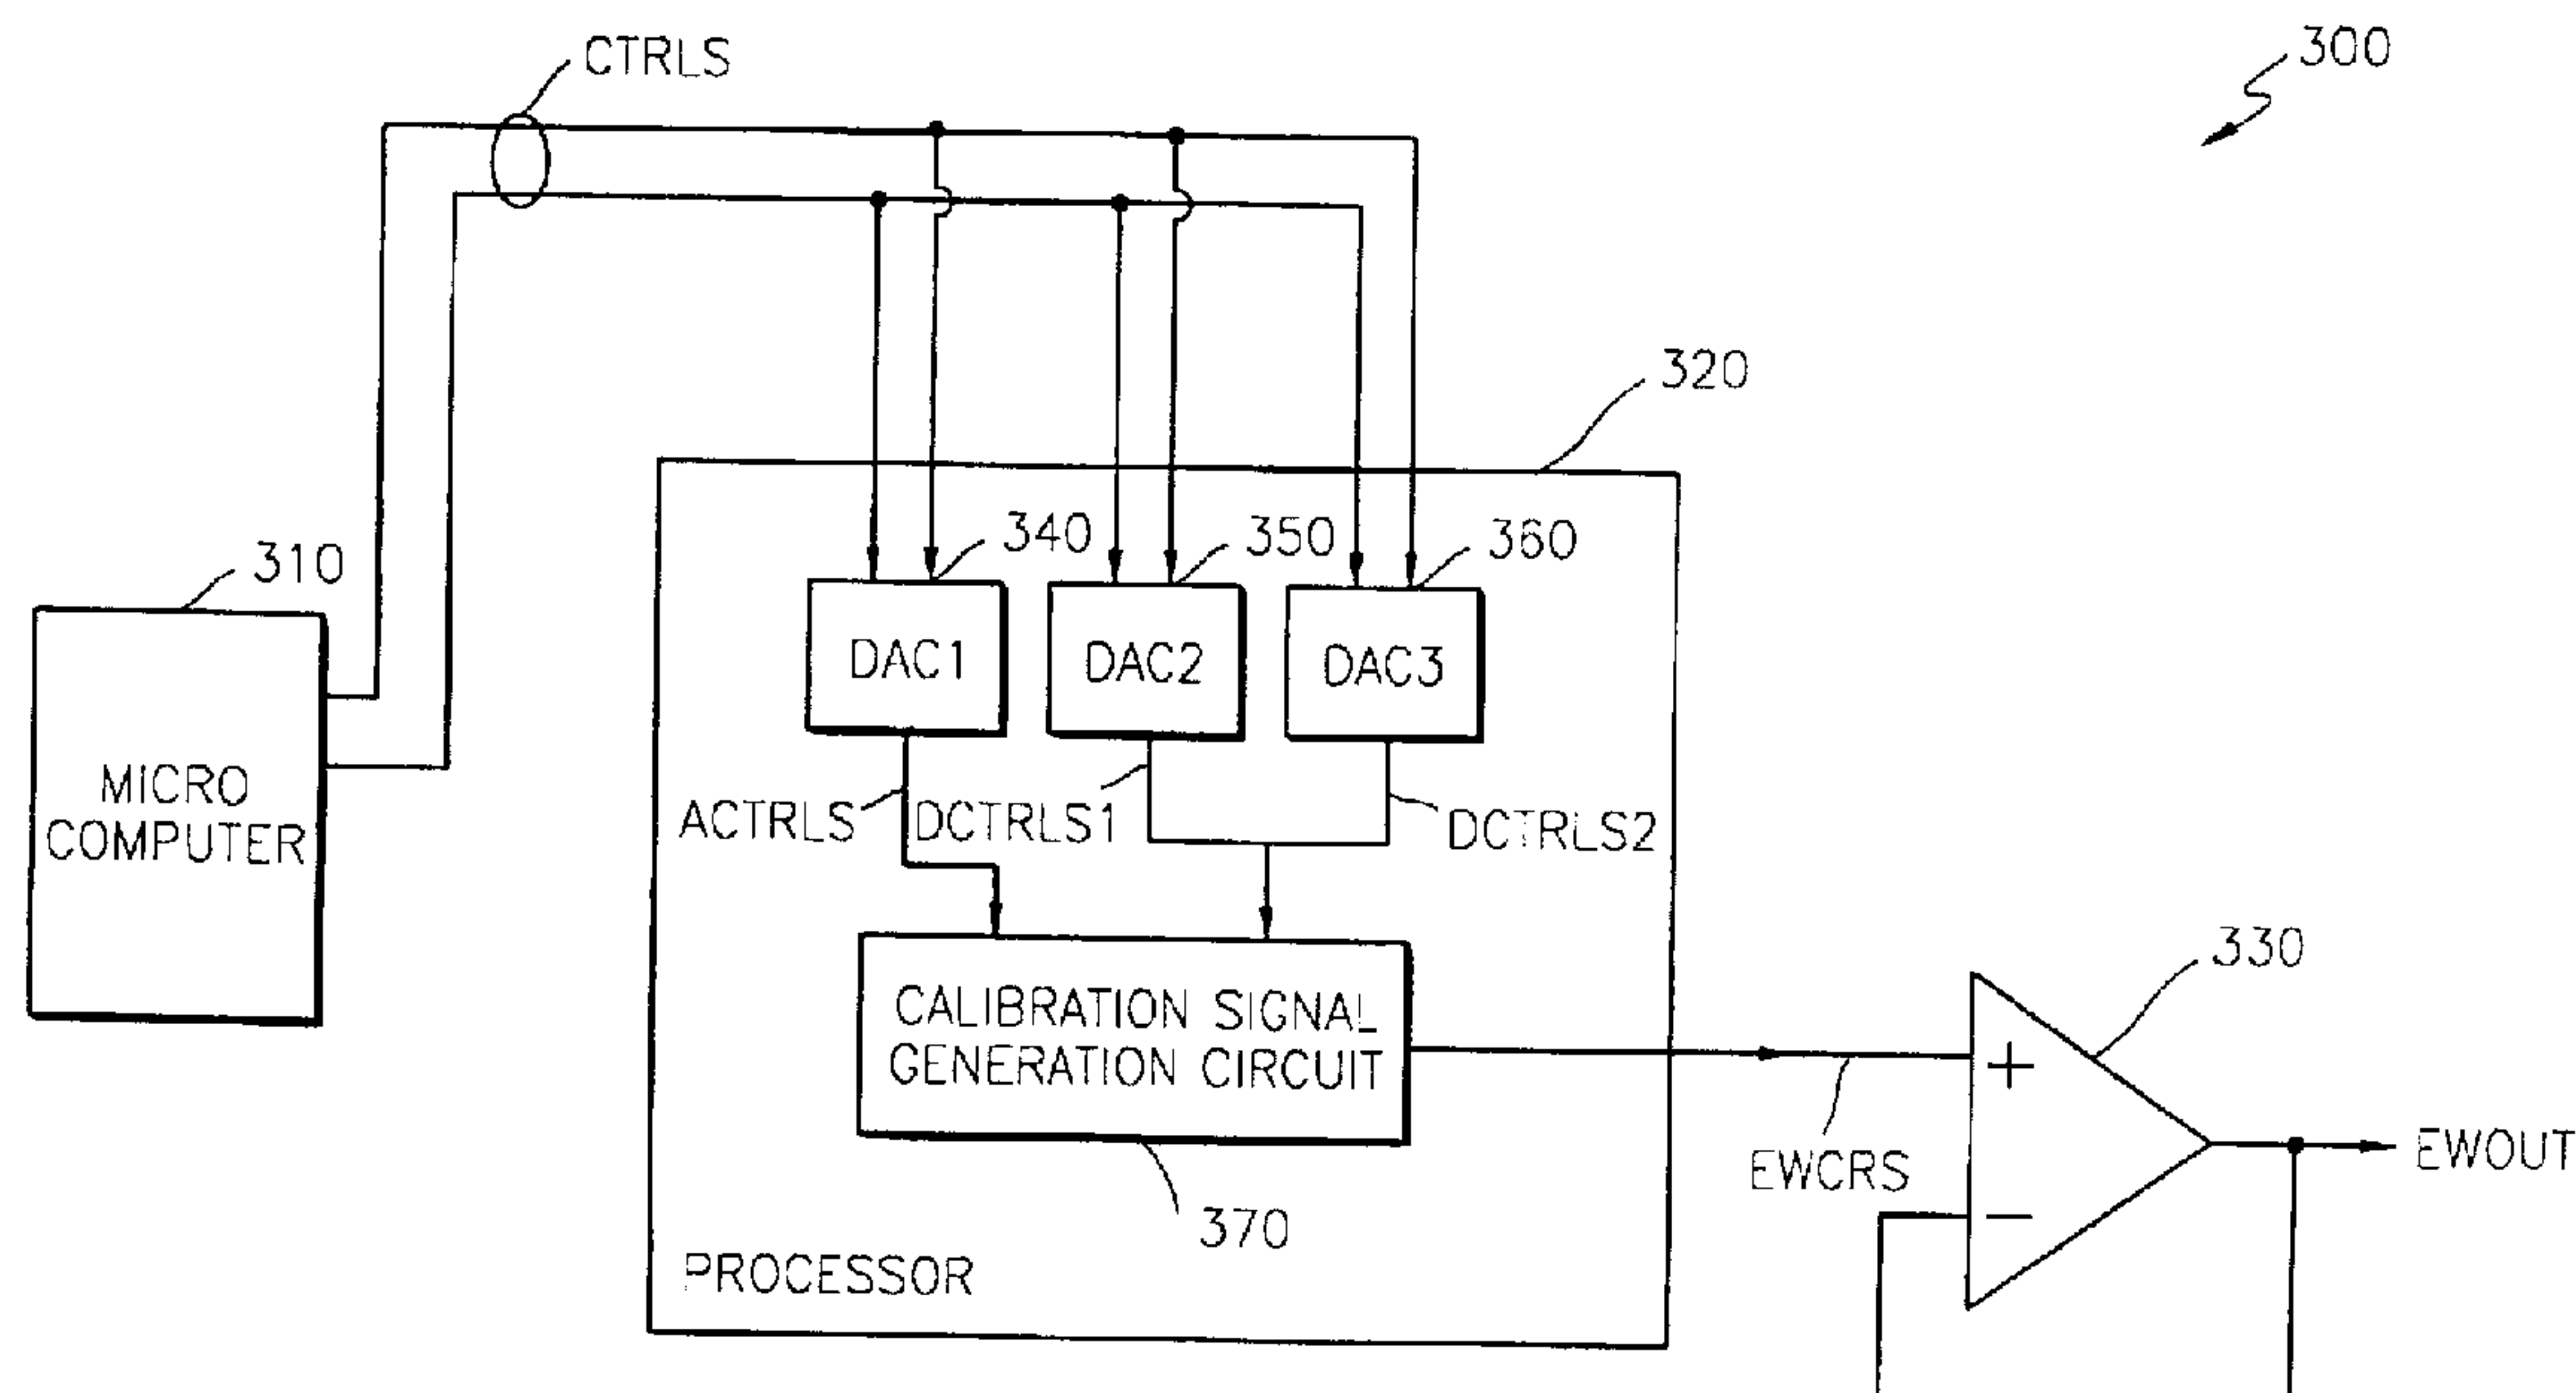 CTRLS
300
320
310
340
350
360
DAC1
DAC2
DAC3
MICRO
COMPUTER
ACTRLS
DCTRLS1
DCTRLS2
330
CALIBRATION SIGNAL
GENERATION CIRCUIT
+
EWCRS
EWOUT
−
370
PROCESSOR